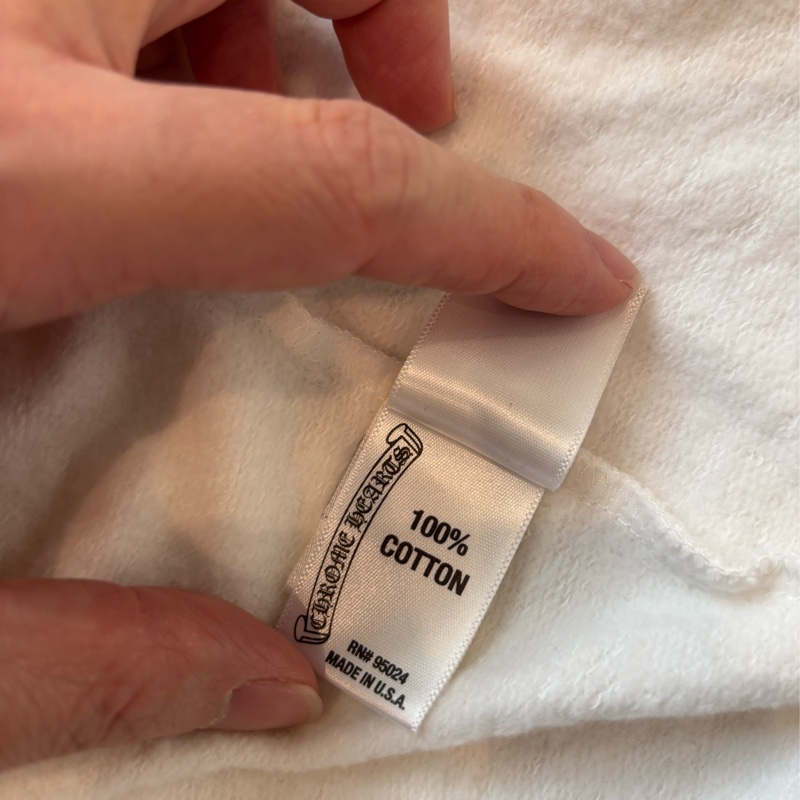 CHROME HEARTS
100%
COTTON
RN# 95024
MADE IN U.S.A.